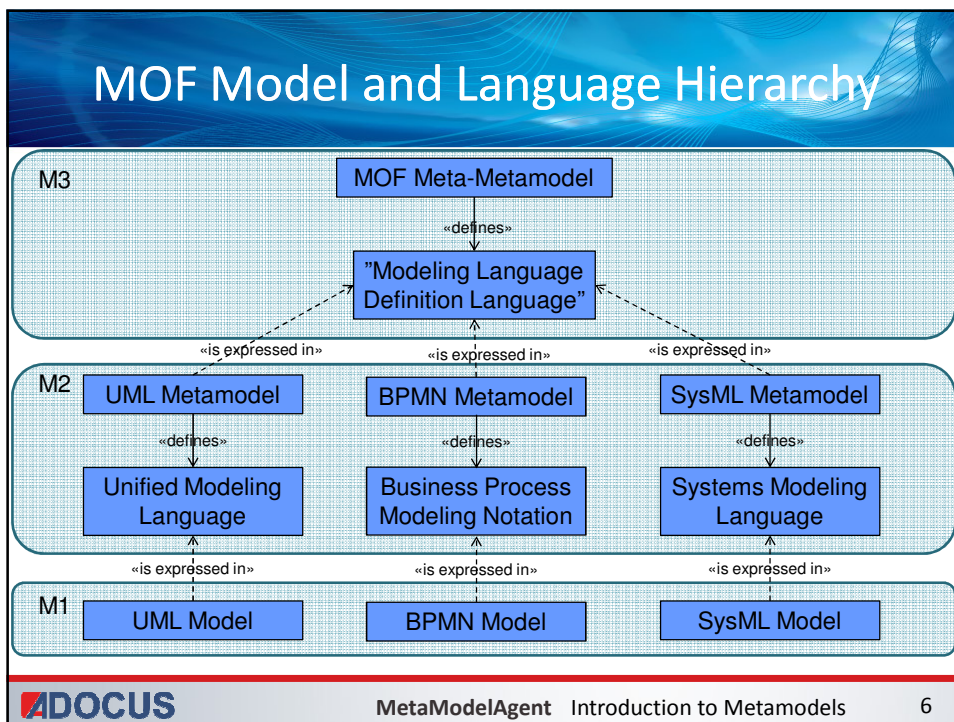 MOF Model and Language Hierarchy
M3
MOF Meta-Metamodel
«defines»
”Modeling Language
Definition Language”
«is expressed in»
«is expressed in»
«is expressed in»
M2
UML Metamodel
BPMN Metamodel
SysML Metamodel
«defines»
«defines»
«defines»
Unified Modeling
Language
Business Process
Modeling Notation
Systems Modeling
Language
«is expressed in»
«is expressed in»
«is expressed in»
M1
UML Model
BPMN Model
SysML Model
ADOCUS
MetaModelAgent Introduction to Metamodels
6